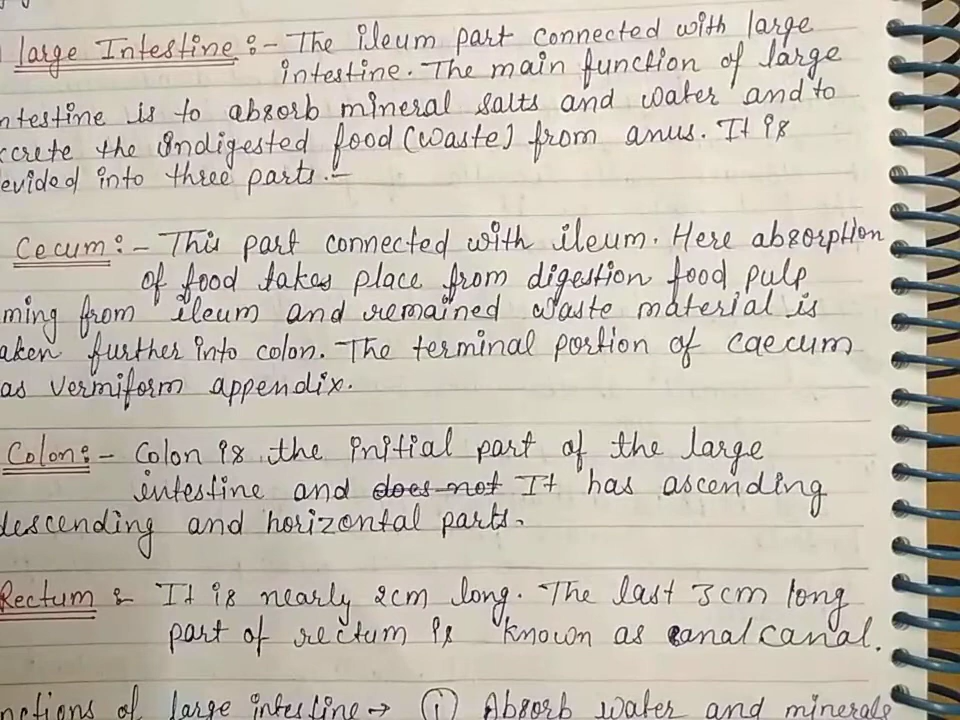 large Intestine :- The ileum part connected with large
intestine. The main function of large
ntestine is to absorb mineral salts and water and to
crete the indigested food (waste) from anus. It is
evided into three parts.-
Cecum :- This part connected with ileum. Here absorption
of food takes place from digestion food pulp
ming from ileum and remained waste material is
aken further into colon. The terminal portion of caecum
as vermiform appendix.
Colon :- Colon is the initial part of the large
intestine and does not It has ascending
descending and horizental parts.
Rectum :- It is nearly 2cm long. The last 3cm long
part of rectum is known as anal canal.
nctions of large intestine → (i) Absorb water and minerals